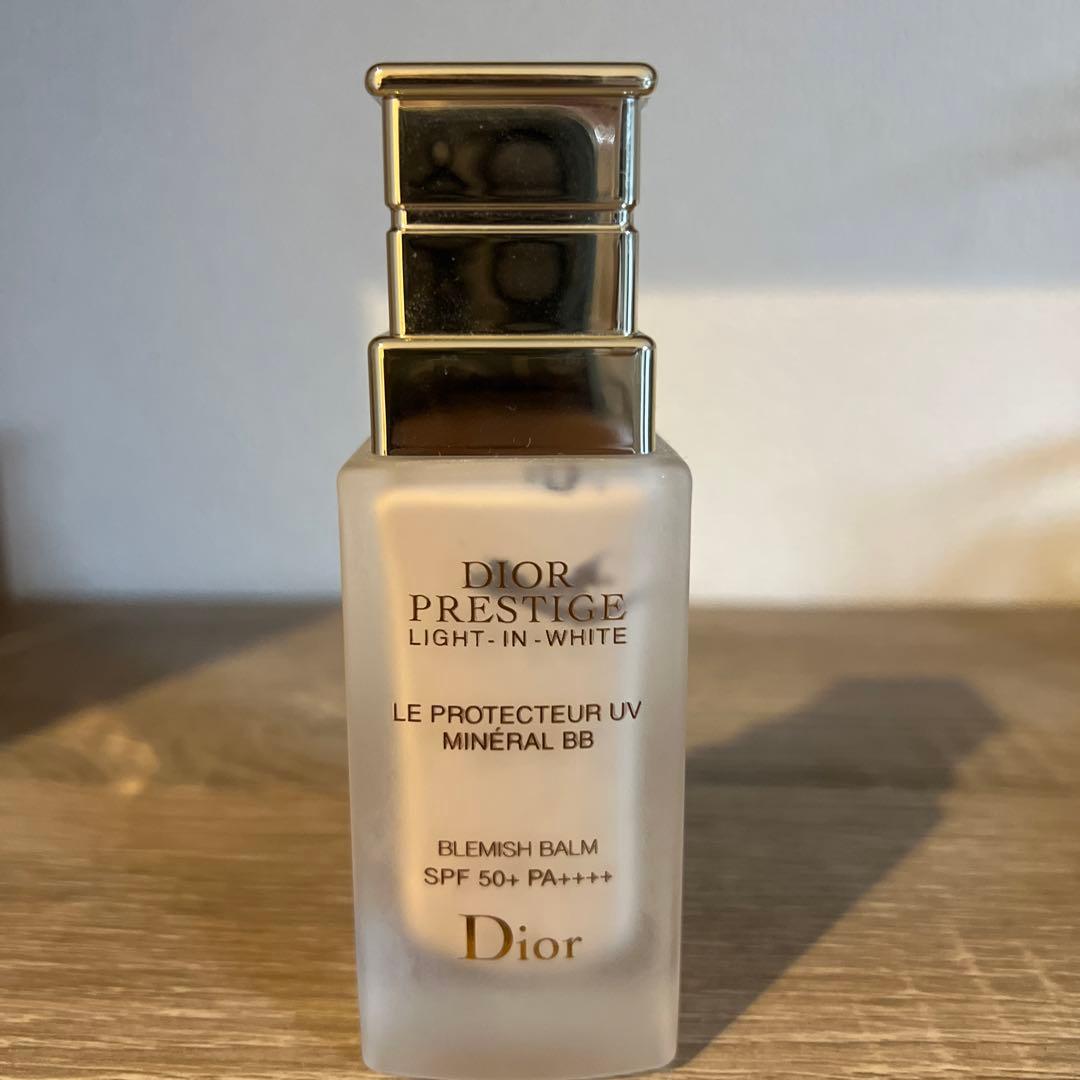 DIOR
PRESTIGE
LIGHT-IN-WHITE
LE PROTECTEUR UV
MINÉRAL BB
BLEMISH BALM
SPF 50+ PA++++
Dior